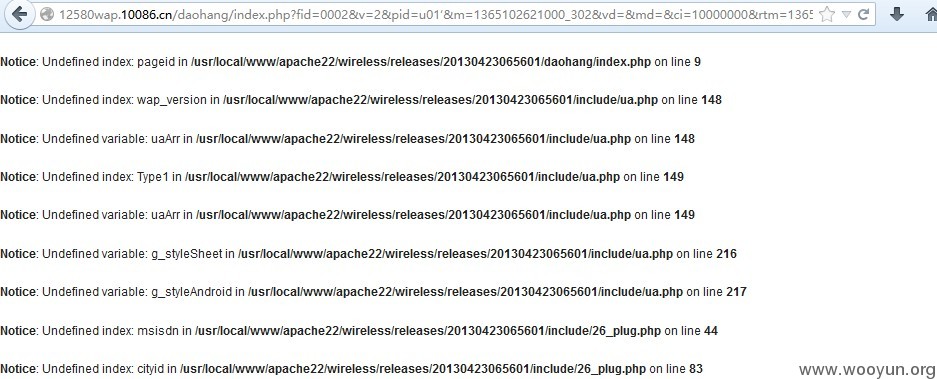 12580wap.10086.cn/daohang/index.php?fid=0002&v=2&pid=u01'&m=1365102621000_302&vd=&md=&ci=10000000&rtm=1365
Notice: Undefined index: pageid in /usr/local/www/apache22/wireless/releases/20130423065601/daohang/index.php on line 9
Notice: Undefined index: wap_version in /usr/local/www/apache22/wireless/releases/20130423065601/include/ua.php on line 148
Notice: Undefined variable: uaArr in /usr/local/www/apache22/wireless/releases/20130423065601/include/ua.php on line 148
Notice: Undefined index: Type1 in /usr/local/www/apache22/wireless/releases/20130423065601/include/ua.php on line 149
Notice: Undefined variable: uaArr in /usr/local/www/apache22/wireless/releases/20130423065601/include/ua.php on line 149
Notice: Undefined variable: g_styleSheet in /usr/local/www/apache22/wireless/releases/20130423065601/include/ua.php on line 216
Notice: Undefined variable: g_styleAndroid in /usr/local/www/apache22/wireless/releases/20130423065601/include/ua.php on line 217
Notice: Undefined index: msisdn in /usr/local/www/apache22/wireless/releases/20130423065601/include/26_plug.php on line 44
Notice: Undefined index: cityid in /usr/local/www/apache22/wireless/releases/20130423065601/include/26_plug.php on line 83
www.wooyun.org